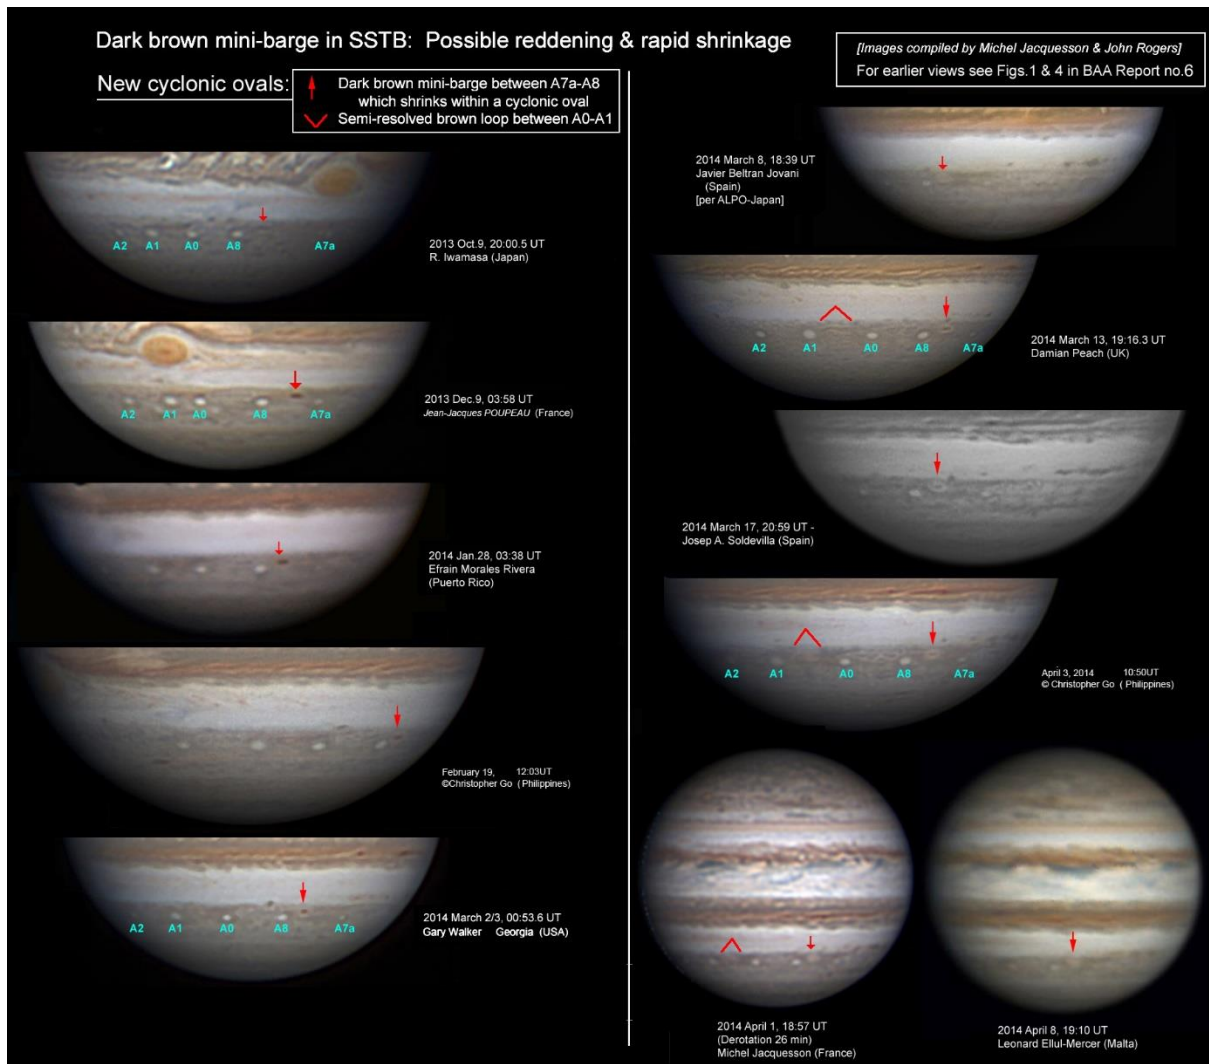 Dark brown mini-barge in SSTB: Possible reddening & rapid shrinkage
New cyclonic ovals:
Dark brown mini-barge between A7a-A8
which shrinks within a cyclonic oval
Semi-resolved brown loop between A0-A1
A2 A1 A0 A8 A7a
2013 Oct.9, 20:00.5 UT
R. Iwamasa (Japan)
A2 A1 A0 A8 A7a
2013 Dec.9, 03:58 UT
Jean-Jacques POUPEAU (France)
2014 Jan.28, 03:38 UT
Efrain Morales Rivera
(Puerto Rico)
February 19, 12:03UT
©Christopher Go ( Philippines)
A2 A1 A0 A8 A7a
2014 March 2/3, 00:53.6 UT
Gary Walker Georgia (USA)
[Images compiled by Michel Jacquesson & John Rogers]
For earlier views see Figs.1 & 4 in BAA Report no.6
2014 March 8, 18:39 UT
Javier Beltran Jovani
(Spain)
[per ALPO-Japan]
A2 A1 A0 A8 A7a
2014 March 13, 19:16.3 UT
Damian Peach (UK)
2014 March 17, 20:59 UT -
Josep A. Soldevilla (Spain)
A2 A1 A0 A8 A7a
April 3, 2014 10:50UT
© Christopher Go ( Philippines)
2014 April 1, 18:57 UT
(Derotation 26 min)
Michel Jacquesson (France)
2014 April 8, 19:10 UT
Leonard Ellul-Mercer (Malta)